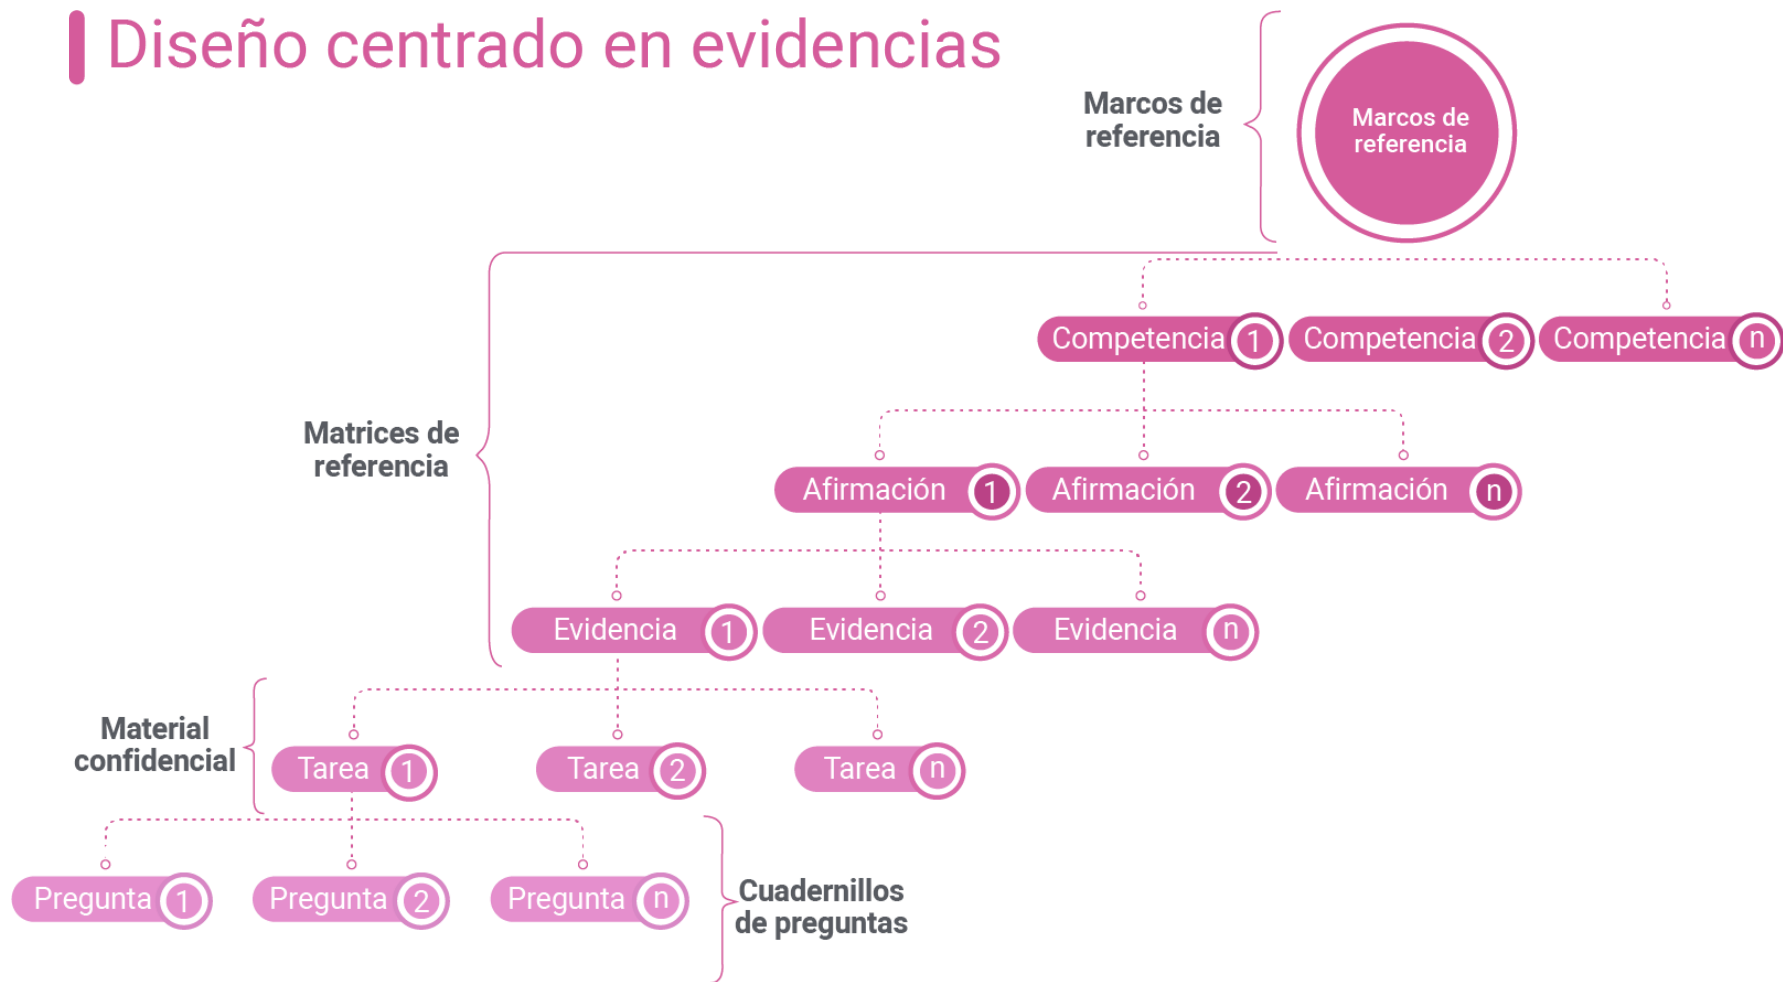 Diseño centrado en evidencias
Marcos de
referencia
Marcos de
referencia
Competencia 1
Competencia 2
Competencia n
Matrices de
referencia
Afirmación 1
Afirmación 2
Afirmación n
Evidencia 1
Evidencia 2
Evidencia n
Material
confidencial
Tarea 1
Tarea 2
Tarea n
Pregunta 1
Pregunta 2
Pregunta n
Cuadernillos
de preguntas